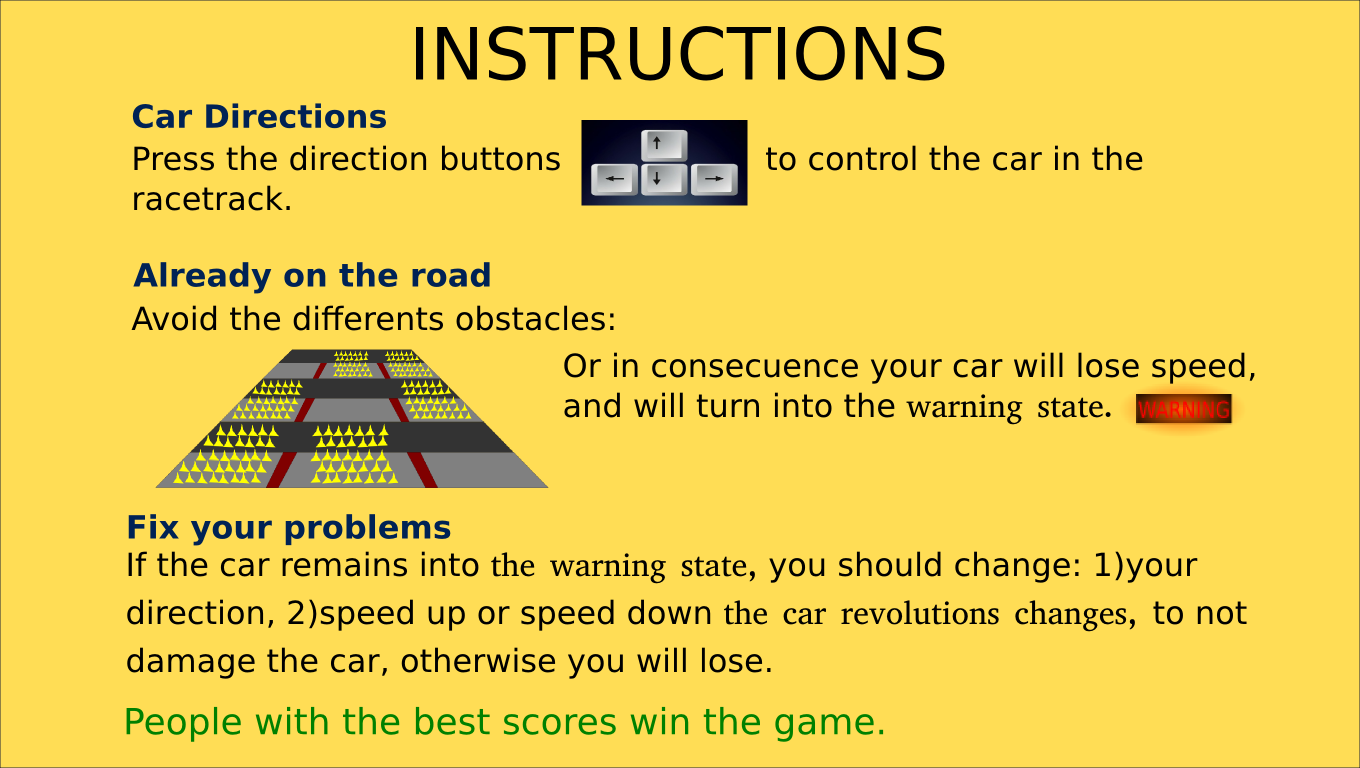 INSTRUCTIONS
Car Directions
Press the direction buttons ↑ ← ↓ → to control the car in the
racetrack.
Already on the road
Avoid the differents obstacles:
Or in consecuence your car will lose speed,
and will turn into the warning state. WARNING
Fix your problems
If the car remains into the warning state, you should change: 1)your
direction, 2)speed up or speed down the car revolutions changes, to not
damage the car, otherwise you will lose.
People with the best scores win the game.